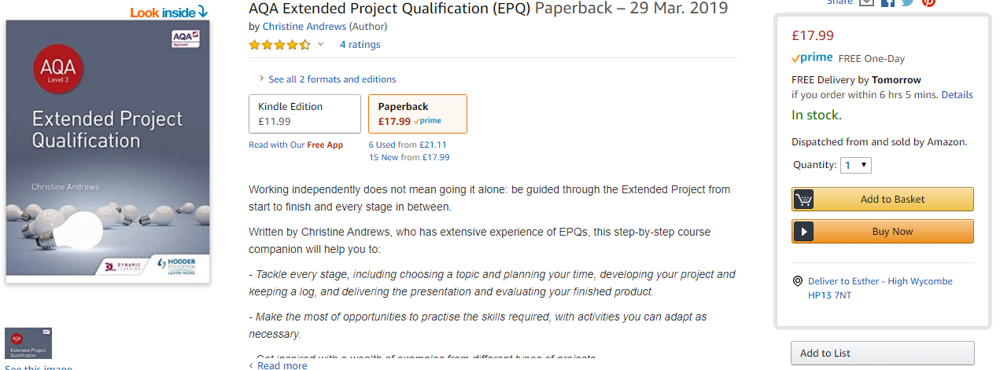 Look inside
AQA
Approved
AQA
Level 3
Extended Project
Qualification
Christine Andrews
DYNAMIC
LEARNING
HODDER
EDUCATION
LEARN MORE
AQA
Extended Project
Qualification
See this image
AQA Extended Project Qualification (EPQ) Paperback – 29 Mar. 2019
by Christine Andrews (Author)
4 ratings
See all 2 formats and editions
Kindle Edition
£11.99
Read with Our Free App
Paperback
£17.99 prime
6 Used from £21.11
15 New from £17.99
Working independently does not mean going it alone: be guided through the Extended Project from
start to finish and every stage in between.
Written by Christine Andrews, who has extensive experience of EPQs, this step-by-step course
companion will help you to:
- Tackle every stage, including choosing a topic and planning your time, developing your project and
keeping a log, and delivering the presentation and evaluating your finished product.
- Make the most of opportunities to practise the skills required, with activities you can adapt as
necessary.
- Get inspired with a wealth of examples from different types of projects
Read more
Share
£17.99
prime FREE One-Day
FREE Delivery by Tomorrow
if you order within 6 hrs 5 mins. Details
In stock.
Dispatched from and sold by Amazon.
Quantity: 1
Add to Basket
Buy Now
Deliver to Esther - High Wycombe
HP13 7NT
Add to List